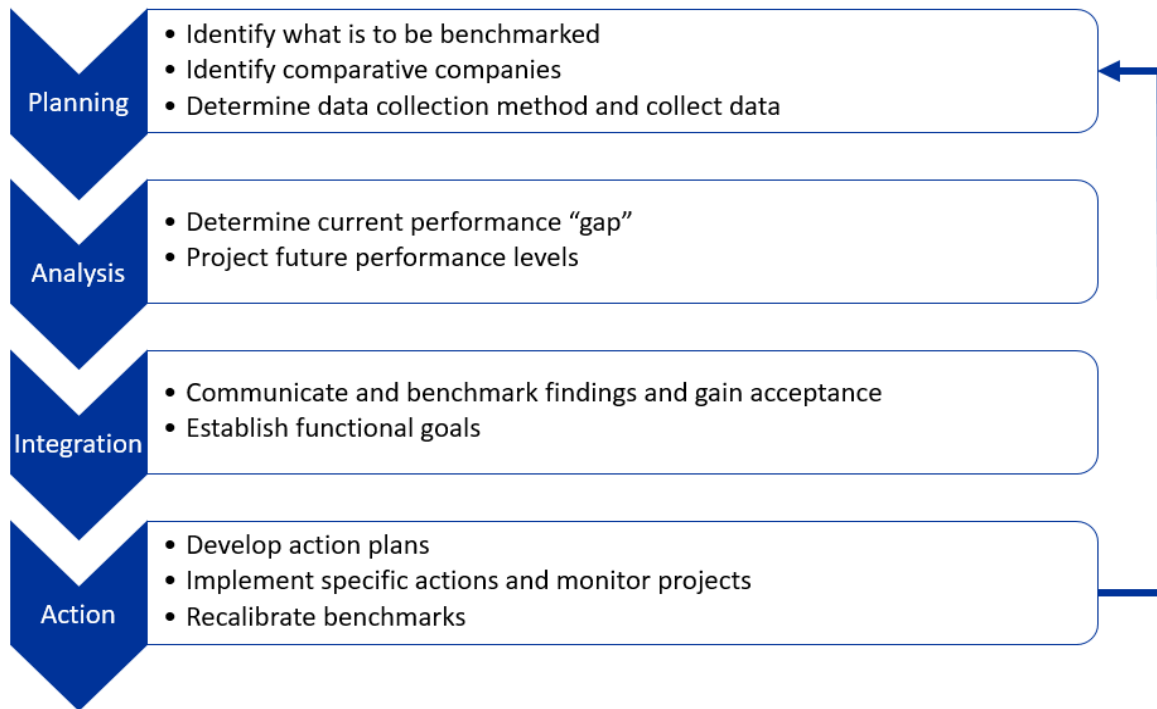 Planning
• Identify what is to be benchmarked
• Identify comparative companies
• Determine data collection method and collect data
Analysis
• Determine current performance “gap”
• Project future performance levels
Integration
• Communicate and benchmark findings and gain acceptance
• Establish functional goals
Action
• Develop action plans
• Implement specific actions and monitor projects
• Recalibrate benchmarks